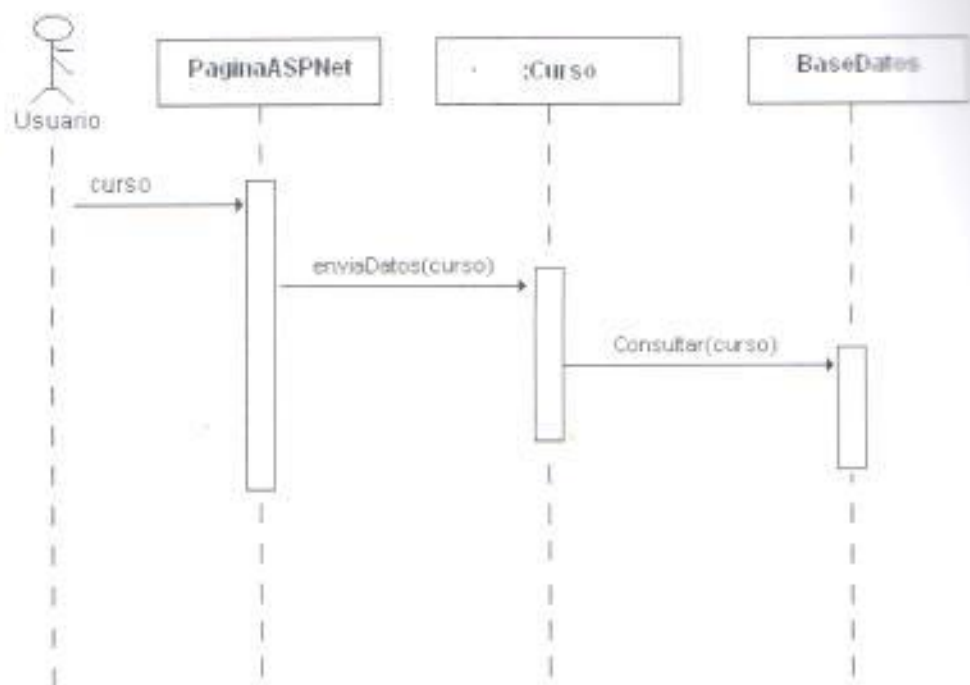 PaginaASPNet
:Curso
BaseDatos
Usuario
curso
enviaDatos(curso)
Consultar(curso)